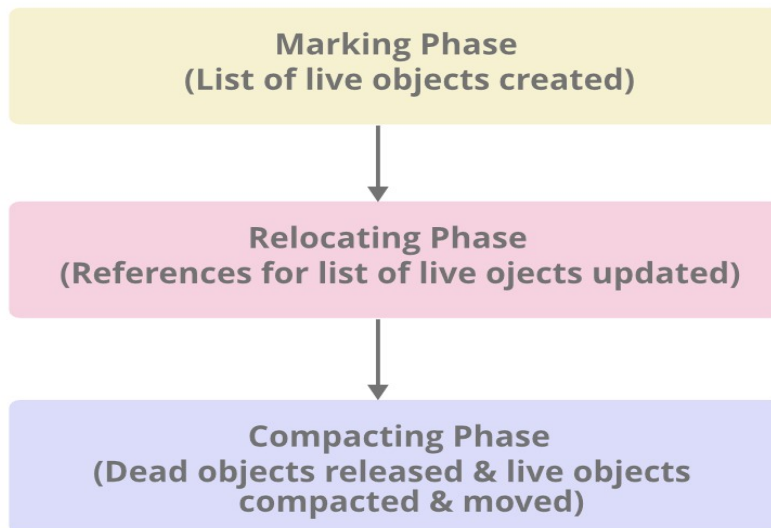 Marking Phase
(List of live objects created)
Relocating Phase
(References for list of live ojects updated)
Compacting Phase
(Dead objects released & live objects
compacted & moved)